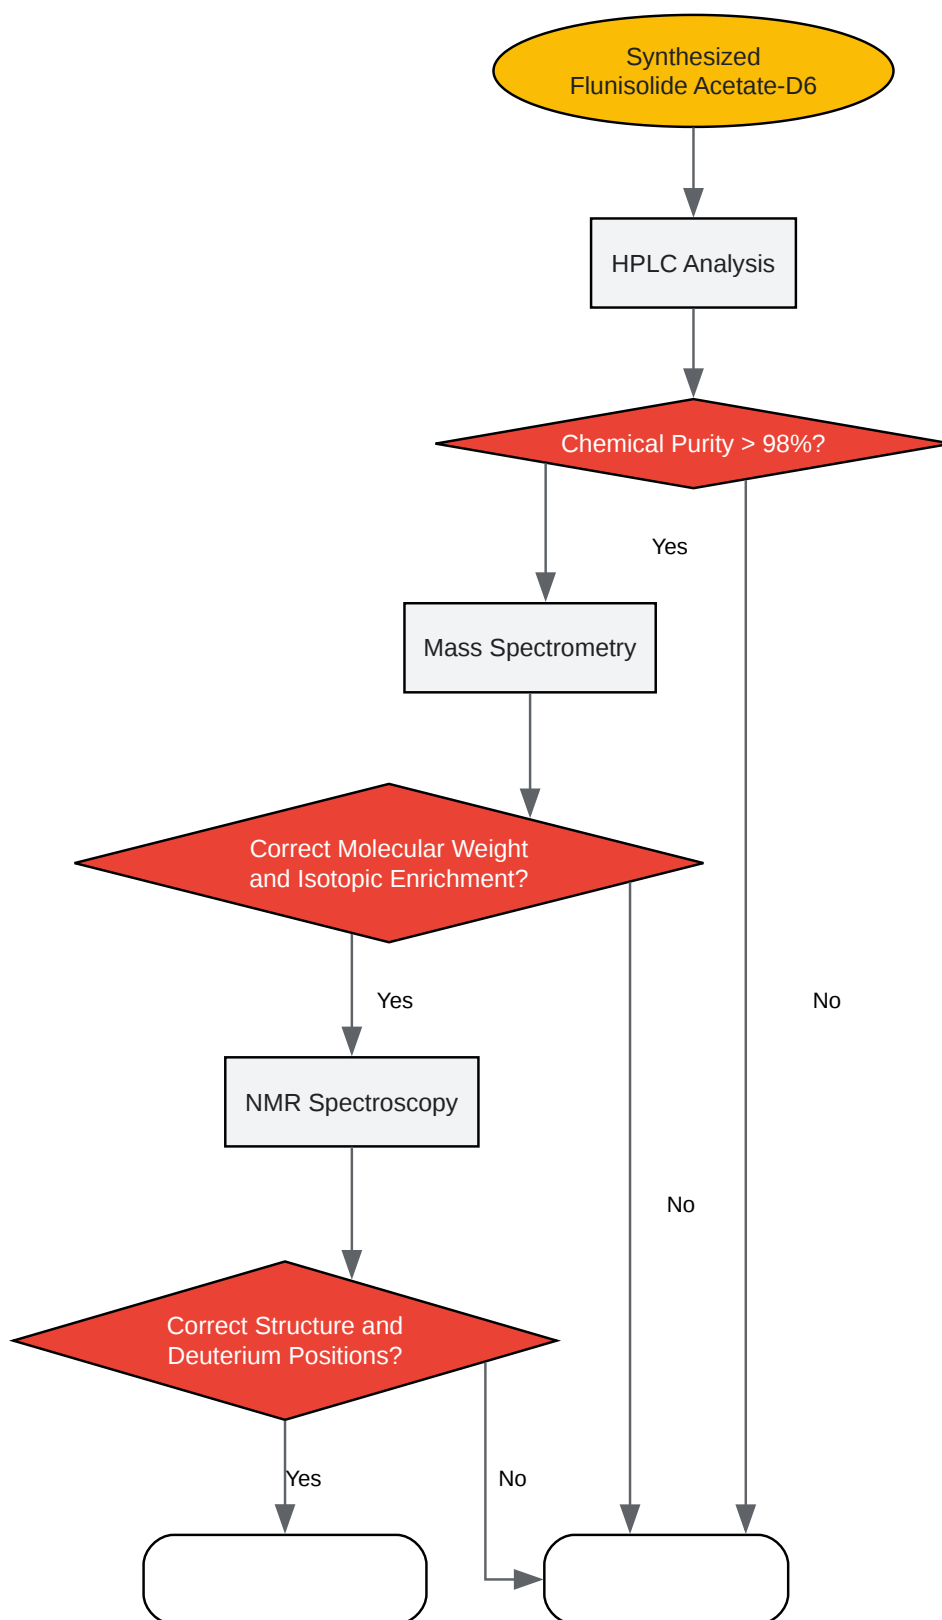 Synthesized
Flunisolide Acetate-D6
HPLC Analysis
Chemical Purity > 98%?
Yes
Mass Spectrometry
Correct Molecular Weight
and Isotopic Enrichment?
Yes
No
NMR Spectroscopy
No
Correct Structure and
Deuterium Positions?
Yes
No